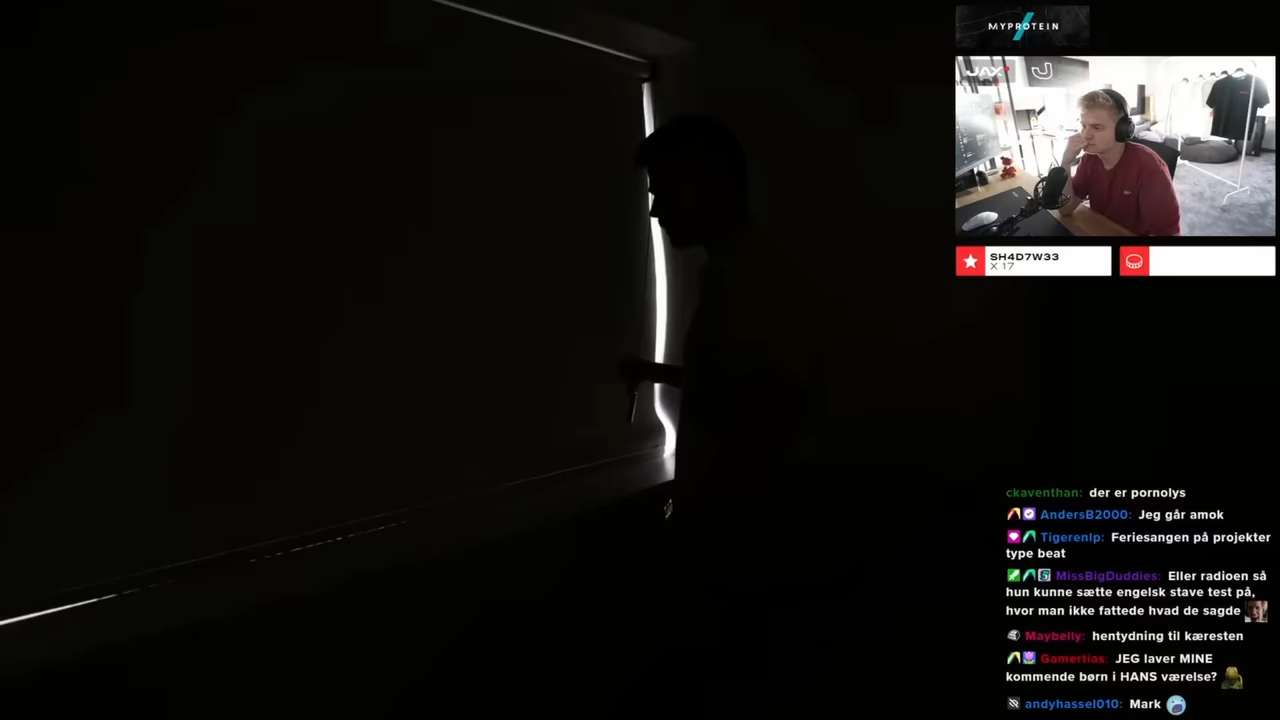 MYPROTEIN
JAX
SH4D7W33
X 17
ckaventhan: der er pornolys
AndersB2000: Jeg går amok
Tigerenlp: Feriesangen på projekter
type beat
MissBigDuddies: Eller radioen så
hun kunne sætte engelsk stave test på,
hvor man ikke fattede hvad de sagde
Maybelly: hentydning til kæresten
Gamertias: JEG laver MINE
kommende børn i HANS værelse?
andyhassel010: Mark